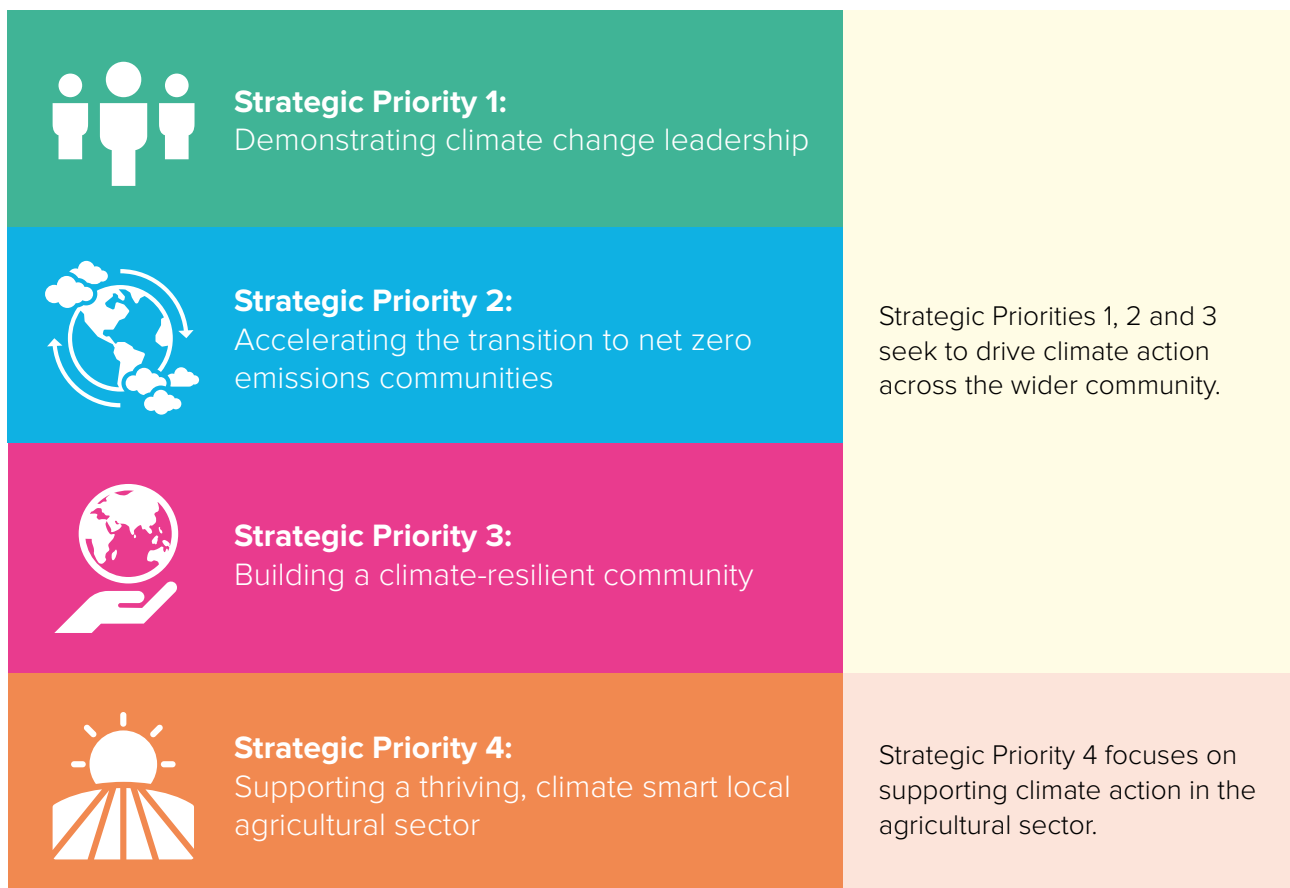 Strategic Priority 1:
Demonstrating climate change leadership
Strategic Priority 2:
Accelerating the transition to net zero
emissions communities
Strategic Priorities 1, 2 and 3
seek to drive climate action
across the wider community.
Strategic Priority 3:
Building a climate-resilient community
Strategic Priority 4:
Supporting a thriving, climate smart local
agricultural sector
Strategic Priority 4 focuses on
supporting climate action in the
agricultural sector.